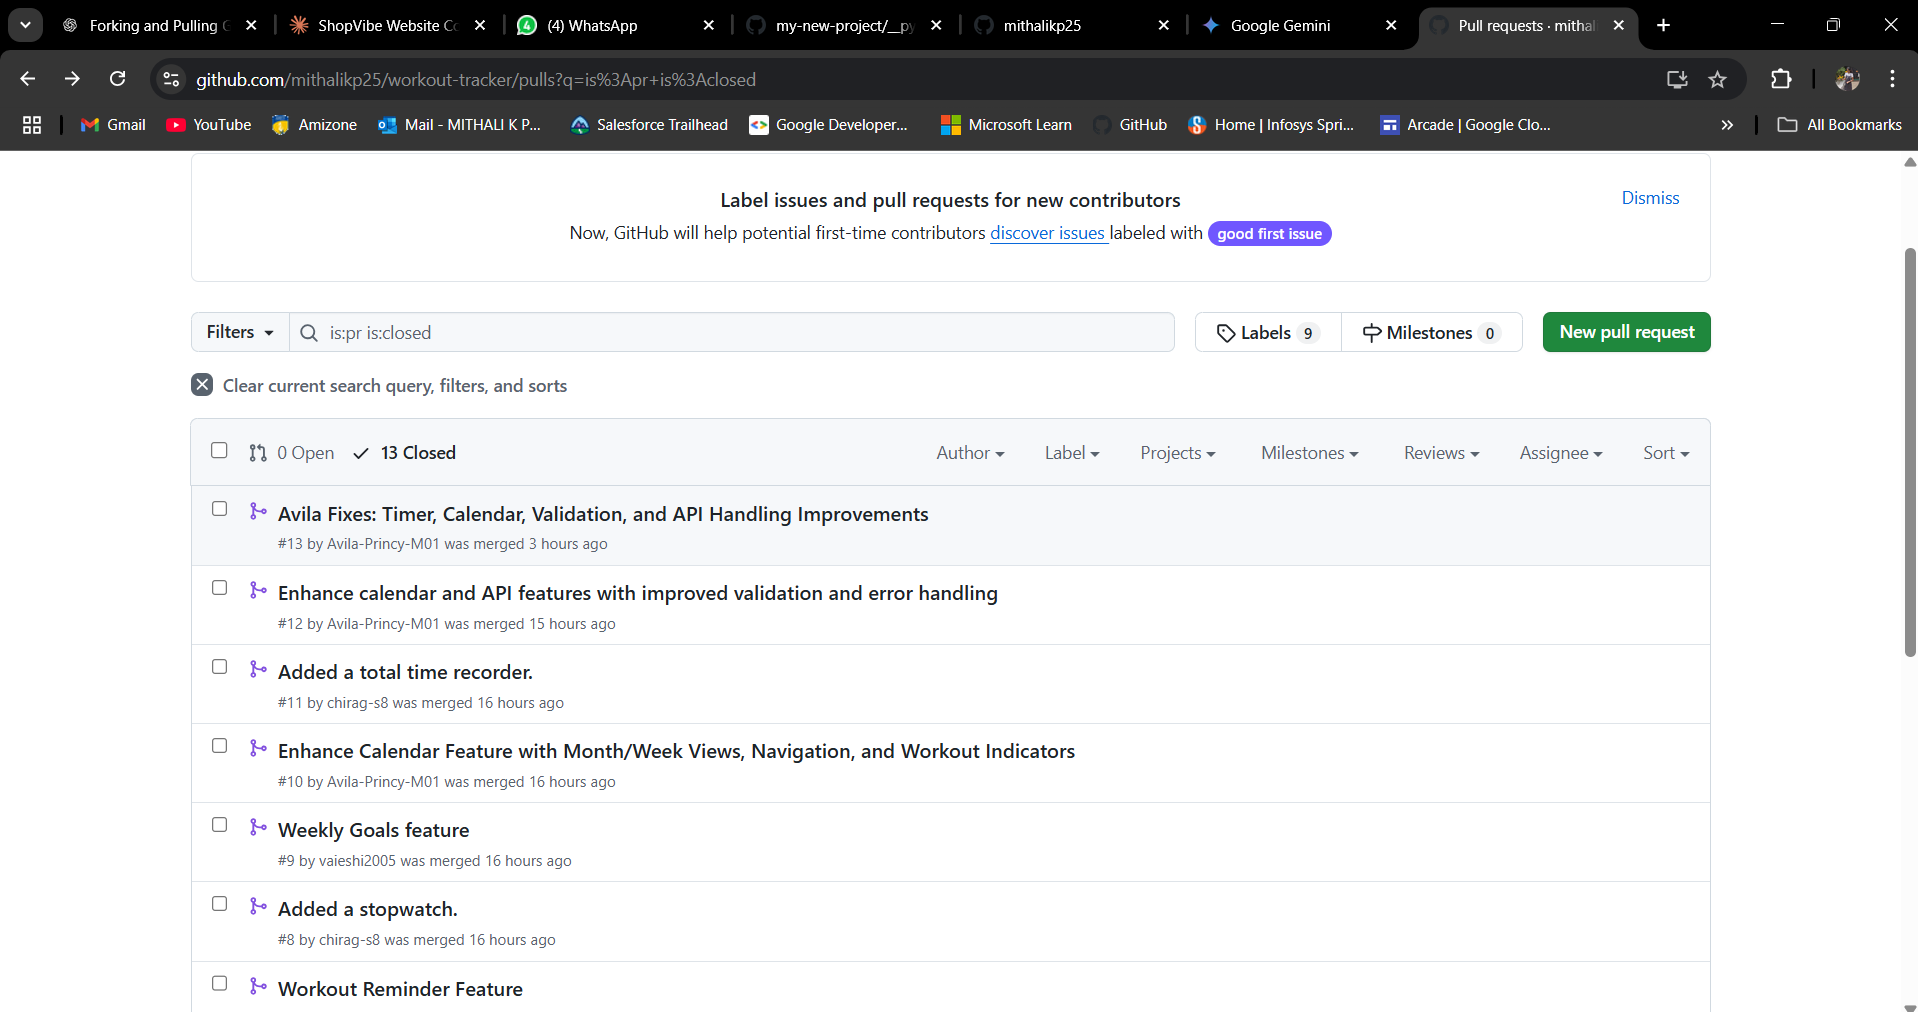 Forking and Pulling G
ShopVibe Website Co
(4) WhatsApp
my-new-project/__py
mithalikp25
Google Gemini
Pull requests · mithal
github.com/mithalikp25/workout-tracker/pulls?q=is%3Apr+is%3Aclosed
Gmail
YouTube
Amizone
Mail - MITHALI K P...
Salesforce Trailhead
Google Developer...
Microsoft Learn
GitHub
Home | Infosys Spri...
Arcade | Google Clo...
All Bookmarks
Label issues and pull requests for new contributors
Dismiss
Now, GitHub will help potential first-time contributors discover issues labeled with good first issue
Filters
is:pr is:closed
Labels 9
Milestones 0
New pull request
Clear current search query, filters, and sorts
0 Open
13 Closed
Author
Label
Projects
Milestones
Reviews
Assignee
Sort
Avila Fixes: Timer, Calendar, Validation, and API Handling Improvements
#13 by Avila-Princy-M01 was merged 3 hours ago
Enhance calendar and API features with improved validation and error handling
#12 by Avila-Princy-M01 was merged 15 hours ago
Added a total time recorder.
#11 by chirag-s8 was merged 16 hours ago
Enhance Calendar Feature with Month/Week Views, Navigation, and Workout Indicators
#10 by Avila-Princy-M01 was merged 16 hours ago
Weekly Goals feature
#9 by vaieshi2005 was merged 16 hours ago
Added a stopwatch.
#8 by chirag-s8 was merged 16 hours ago
Workout Reminder Feature